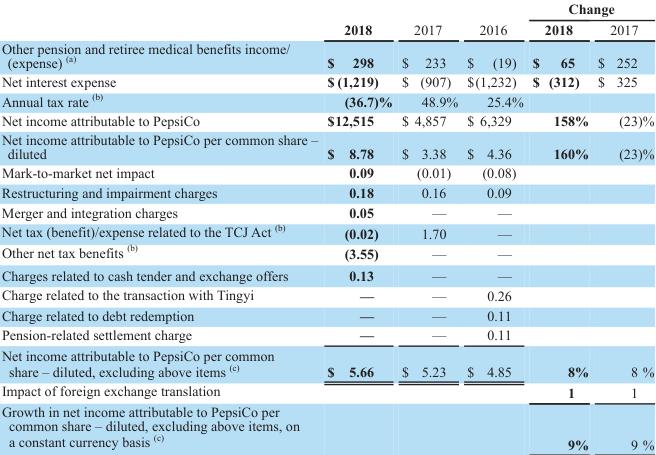 Change
2018 2017 2016 2018 2017
Other pension and retiree medical benefits income/
(expense) (a) $ 298 $ 233 $ (19) $ 65 $ 252
Net interest expense $ (1,219) $ (907) $(1,232) $ (312) $ 325
Annual tax rate (b) (36.7)% 48.9% 25.4%
Net income attributable to PepsiCo $12,515 $ 4,857 $ 6,329 158% (23)%
Net income attributable to PepsiCo per common share –
diluted $ 8.78 $ 3.38 $ 4.36 160% (23)%
Mark-to-market net impact 0.09 (0.01) (0.08)
Restructuring and impairment charges 0.18 0.16 0.09
Merger and integration charges 0.05 — —
Net tax (benefit)/expense related to the TCJ Act (b) (0.02) 1.70 —
Other net tax benefits (b) (3.55) — —
Charges related to cash tender and exchange offers 0.13 — —
Charge related to the transaction with Tingyi — — 0.26
Charge related to debt redemption — — 0.11
Pension-related settlement charge — — 0.11
Net income attributable to PepsiCo per common
share – diluted, excluding above items (c) $ 5.66 $ 5.23 $ 4.85 8% 8 %
Impact of foreign exchange translation 1 1
Growth in net income attributable to PepsiCo per
common share – diluted, excluding above items, on
a constant currency basis (c) 9% 9 %